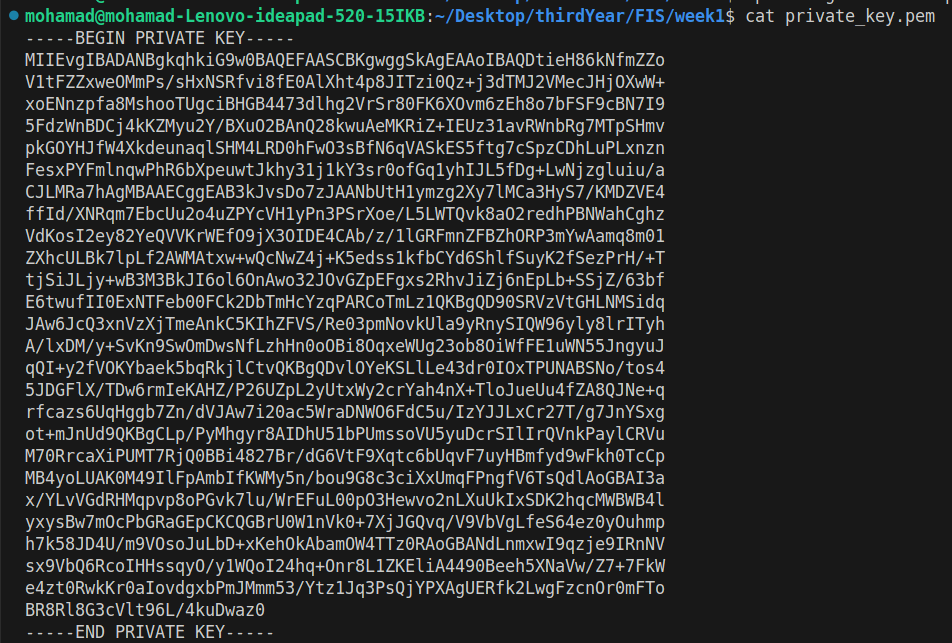 mohamad@mohamad-Lenovo-ideapad-520-15IKB:~/Desktop/thirdYear/FIS/week1$ cat private_key.pem
-----BEGIN PRIVATE KEY-----
MIIEvgIBADANBgkqhkiG9w0BAQEFAASCBKgwggSkAgEAAoIBAQDtieH86kNfmZZo
V1tFZZxweOMmPs/sHxNSRfvi8fE0AlXht4p8JITzi0Qz+j3dTMJ2VMecJHjOXwW+
xoENnzpfa8MshooTUgciBHGB4473dlhg2VrSr80FK6XOvm6zEh8o7bFSF9cBN7I9
5FdzWnBDCj4kKZMyu2Y/BXuO2BAnQ28kwuAeMKRiZ+IEUz31avRWnbRg7MTpSHmv
pkGOYHJfW4XkdeunaqlSHM4LRD0hFwO3sBfN6qVASkES5ftg7cSpzCDhLuPLxnzn
FesxPYFmlnqwPhR6bXpeuwtJkhy31j1kY3sr0ofGq1yhIJL5fDg+LwNjzgluiu/a
CJLMRa7hAgMBAAECggEAB3kJvsDo7zJAANbUtH1ymzg2Xy7lMCa3HyS7/KMDZVE4
ffId/XNRqm7EbcUu2o4uZPYcVH1yPn3PSrXoe/L5LWTQvk8aO2redhPBNWahCghz
VdKosI2ey82YeQVVKrWEfO9jX3OIDE4CAb/z/1lGRFmnZFBZhORP3mYwAamq8m01
ZXhcULBk7lpLf2AWMAtxw+wQcNwZ4j+K5edss1kfbCYd6ShlfSuyK2fSezPrH/+T
tjSiJLjy+wB3M3BkJI6ol6OnAwo32JOvGZpEFgxs2RhvJiZj6nEpLb+SSjZ/63bf
E6twufII0ExNTFeb00FCk2DbTmHcYzqPARCoTmLz1QKBgQD90SRVzVtGHLNMSidq
JAw6JcQ3xnVzXjTmeAnkC5KIhZFVS/Re03pmNovkUla9yRnySIQW96yly8lrITyh
A/lxDM/y+SvKn9SwOmDwsNfLzhHn0oOBi8OqxeWUg23ob8OiWfFE1uWN55JngyuJ
qQI+y2fVOKYbaek5bqRkjlCtvQKBgQDvlOYeKSLlLe43dr0IOxTPUNABSNo/tos4
5JDGFlX/TDw6rmIeKAHZ/P26UZpL2yUtxWy2crYah4nX+TloJueUu4fZA8QJNe+q
rfcazs6UqHggb7Zn/dVJAw7i20ac5WraDNWO6FdC5u/IzYJJLxCr27T/g7JnYSxg
ot+mJnUd9QKBgCLp/PyMhgyr8AIDhU51bPUmssoVU5yuDcrSIlIrQVnkPaylCRVu
M70RrcaXiPUMT7RjQ0BBi4827Br/dG6VtF9Xqtc6bUqvF7uyHBmfyd9wFkh0TcCp
MB4yoLUAK0M49IlFpAmbIfKWMy5n/bou9G8c3ciXxUmqFPngfV6TsQdlAoGBAI3a
x/YLvVGdRHMqpvp8oPGvk7lu/WrEFuL00pO3Hewvo2nLXuUkIxSDK2hqcMWBWB4l
yxysBw7mOcPbGRaGEpCKCQGBrU0W1nVk0+7XjJGQvq/V9VbVgLfeS64ez0yOuhmp
h7k58JD4U/m9VOsoJuLbD+xKehOkAbamOW4TTz0RAoGBANdLnmxwI9qzje9IRnNV
sx9VbQ6RcoIHHssqyO/y1WQoI24hq+Onr8L1ZKEliA4490Beeh5XNaVw/Z7+7FkW
e4zt0RwkKr0aIovdgxbPmJMmm53/Ytz1Jq3PsQjYPXAgUERfk2LwgFzcnOr0mFTo
BR8Rl8G3cVlt96L/4kuDwaz0
-----END PRIVATE KEY-----